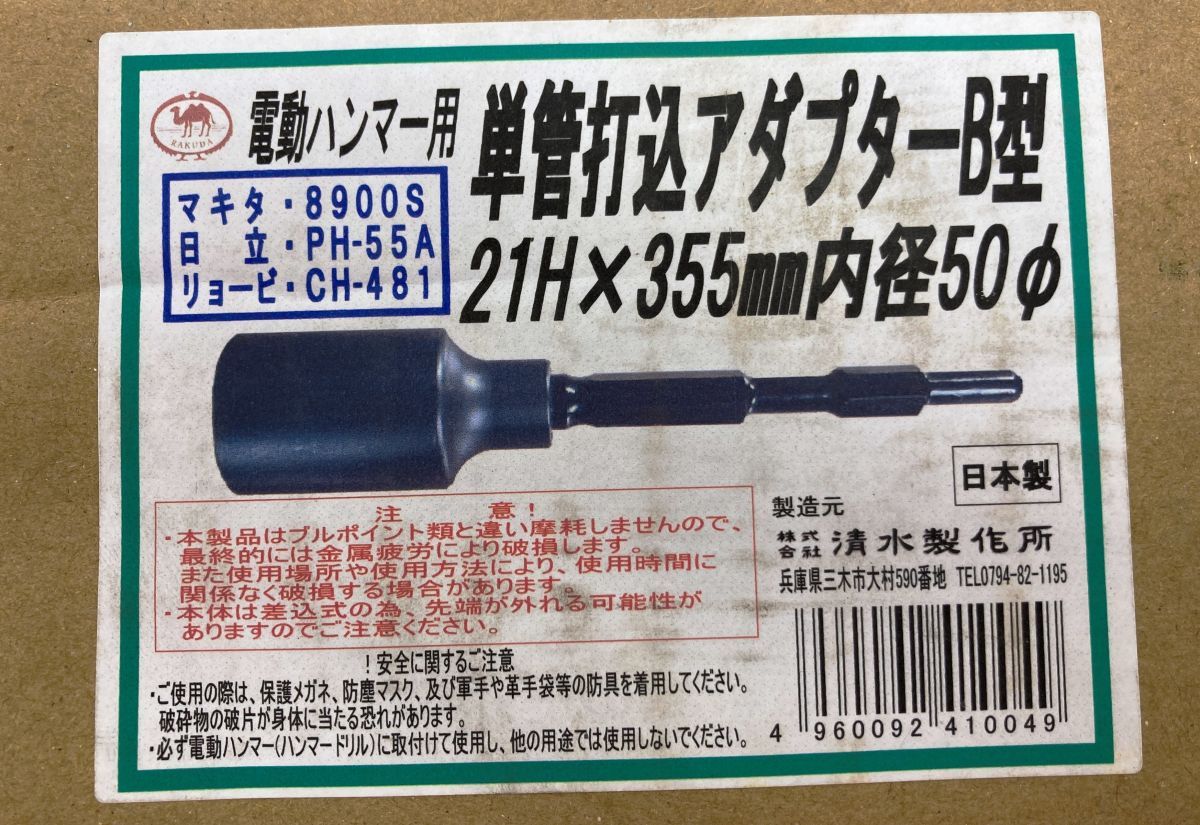 RAKUDA
電動ハンマー用
単管打込アダプターB型
21H×355mm内径50φ
マキタ・8900S
日立・PH-55A
リョービ・CH-481
注意!
・本製品はブルポイント類と違い摩耗しませんので、
最終的には金属疲労により破損します。
また使用場所や使用方法により、使用時間に
関係なく破損する場合があります。
・本体は差込式の為、先端が外れる可能性が
ありますのでご注意ください。
日本製
製造元
株式会社 清水製作所
兵庫県三木市大村590番地 TEL0794-82-1195
!安全に関するご注意
・ご使用の際は、保護メガネ、防塵マスク、及び軍手や革手袋等の防具を着用してください。
破砕物の破片が身体に当たる恐れがあります。
・必ず電動ハンマー(ハンマードリル)に取付けて使用し、他の用途では使用しないでください。
4 960092 410049